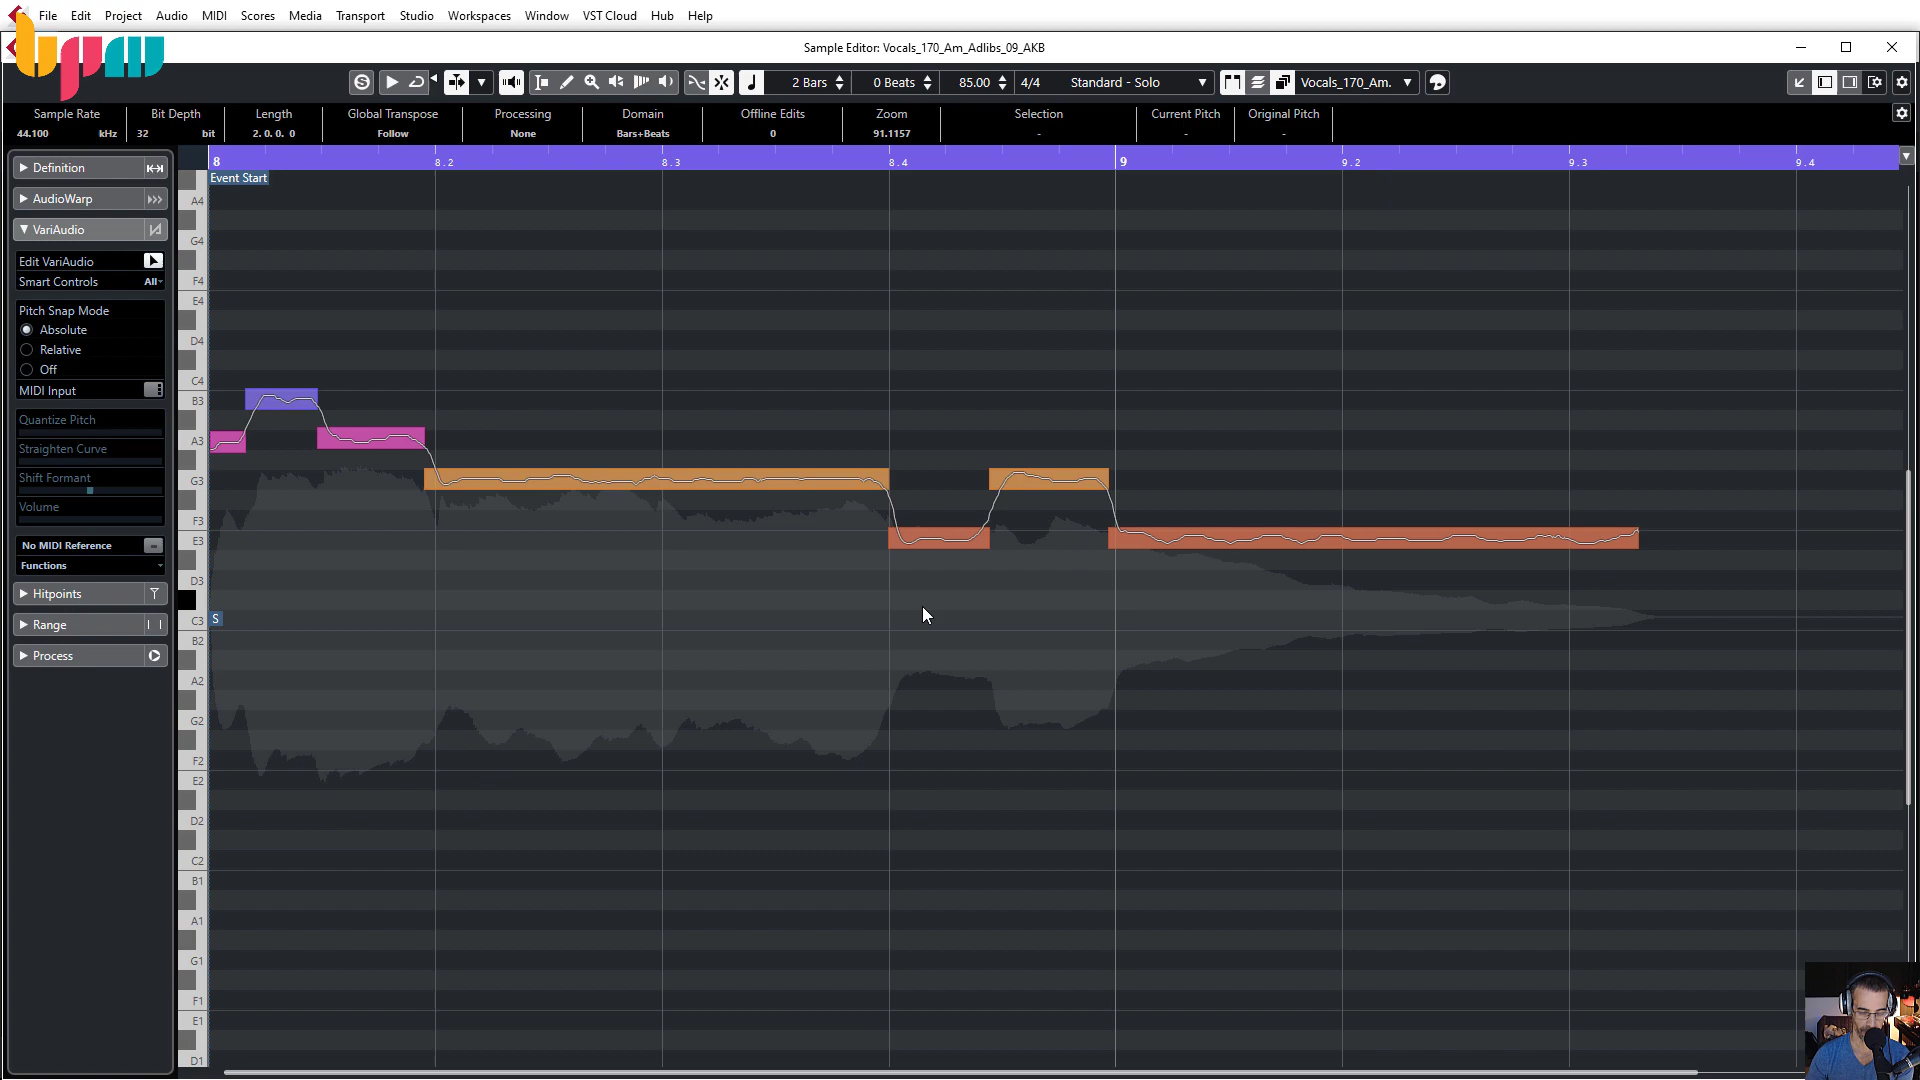 File Edit Project Audio MIDI Scores Media Transport Studio Workspaces Window VST Cloud Hub Help
Sample Editor: Vocals_170_Am_Adlibs_09_AKB
2 Bars 0 Beats 85.00 4/4 Standard - Solo Vocals_170_Am.
Sample Rate Bit Depth Length Global Transpose Processing Domain Offline Edits Zoom Selection Current Pitch Original Pitch
44.100 kHz 32 bit 2. 0. 0. 0 Follow None Bars+Beats 0 91.1157 - - -
8 8.2 8.3 8.4 9 9.2 9.3 9.4
Event Start
Definition
AudioWarp
VariAudio
Edit VariAudio
Smart Controls All
Pitch Snap Mode
Absolute
Relative
Off
MIDI Input
Quantize Pitch
Straighten Curve
Shift Formant
Volume
No MIDI Reference
Functions
Hitpoints
Range
Process
A4
G4
F4
E4
D4
C4
B3
A3
G3
F3
E3
D3
C3
S
B2
A2
G2
F2
E2
D2
C2
B1
A1
G1
F1
E1
D1